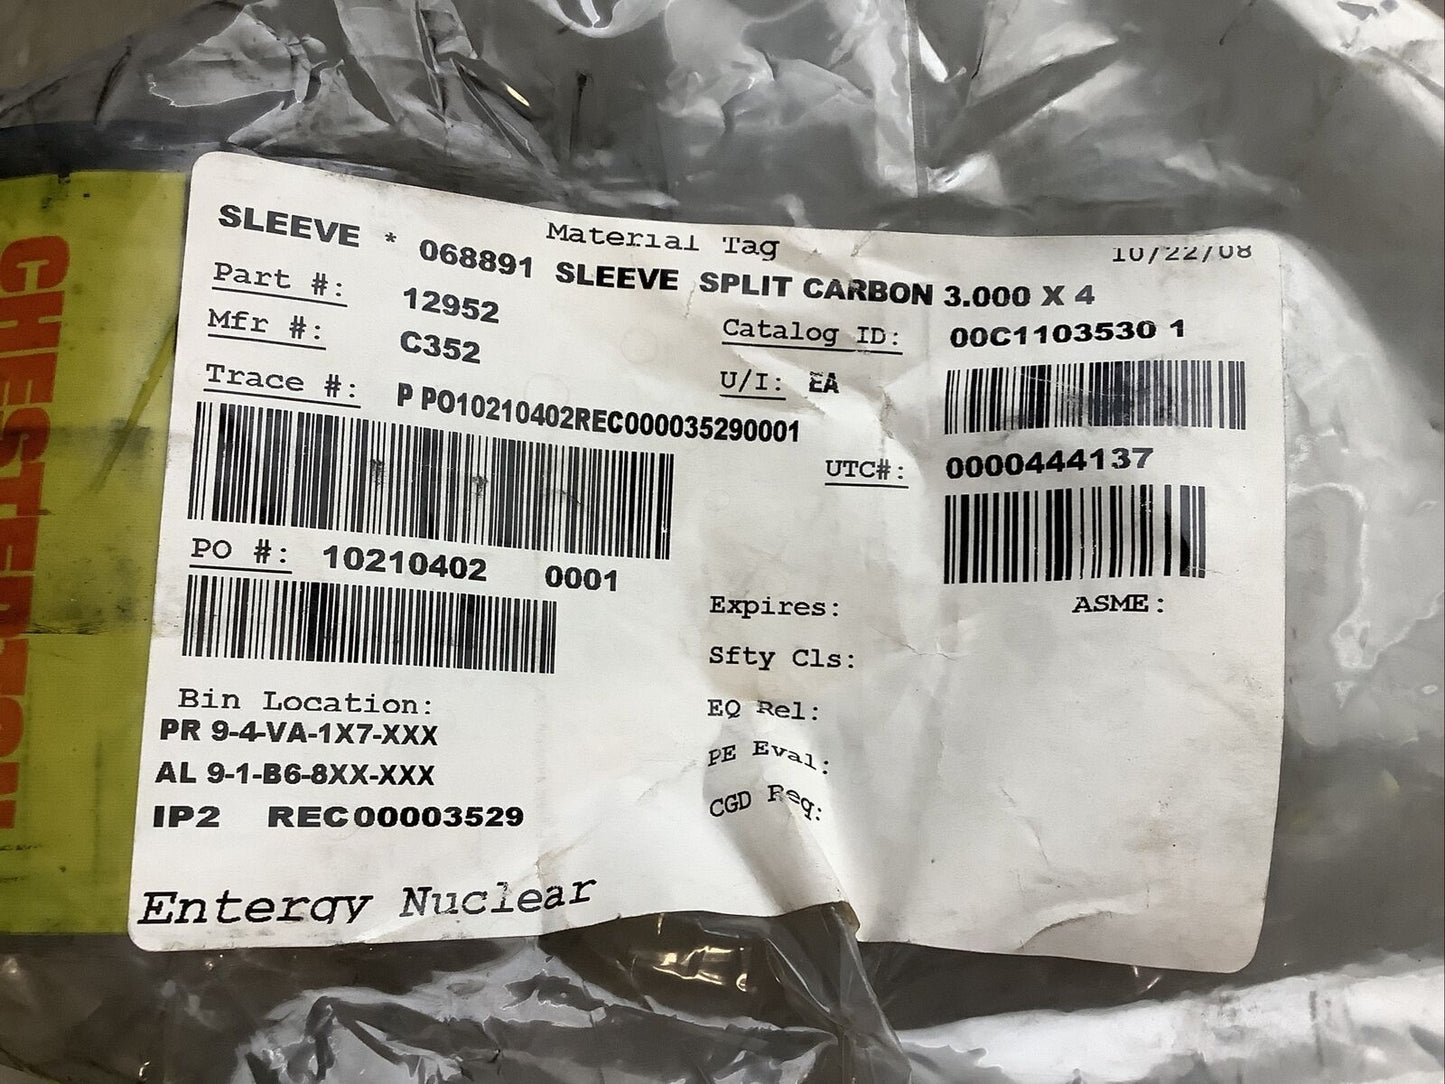 CHESTERTON
Material Tag
10/22/08
SLEEVE * 068891 SLEEVE SPLIT CARBON 3.000 X 4
Part #: 12952
Catalog ID: 00C1103530 1
Mfr #: C352
U/I: EA
Trace #: P PO10210402REC000035290001
UTC#: 0000444137
PO #: 10210402 0001
Expires:
ASME:
Sfty Cls:
Bin Location:
EQ Rel:
PR 9-4-VA-1X7-XXX
PE Eval:
AL 9-1-B6-8XX-XXX
CGD Req:
IP2 REC00003529
Entergy Nuclear